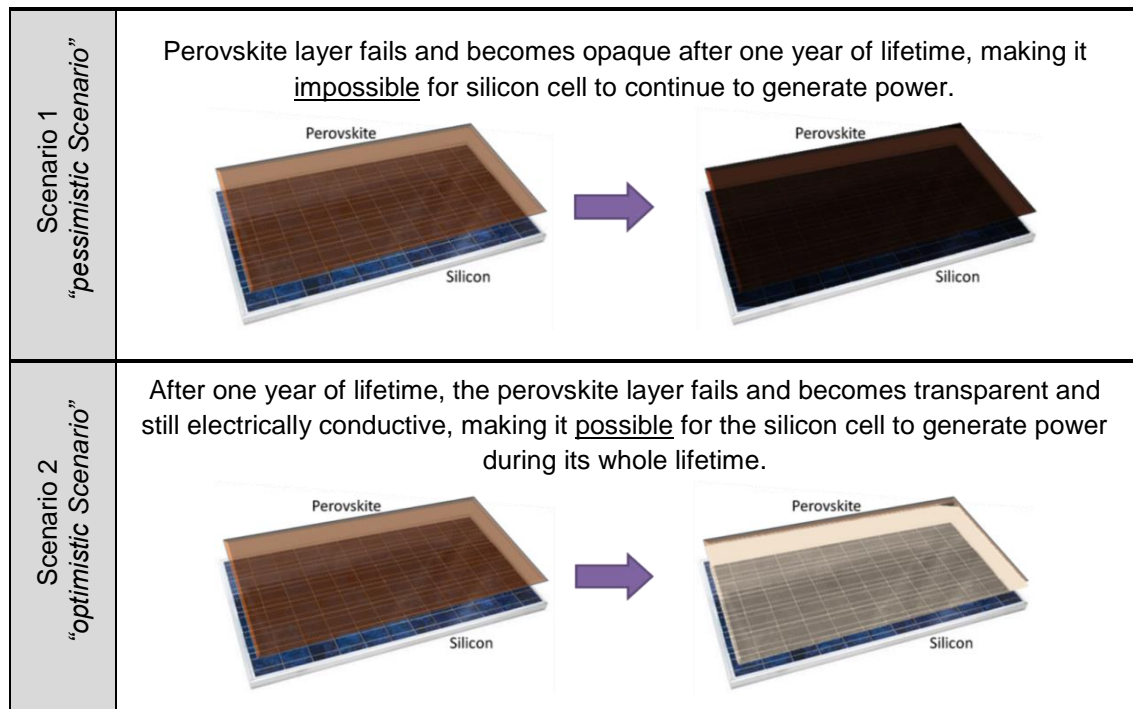 Scenario 1
“pessimistic Scenario”
Perovskite layer fails and becomes opaque after one year of lifetime, making it
impossible for silicon cell to continue to generate power.
Perovskite
Perovskite
Silicon
Silicon
Scenario 2
“optimistic Scenario”
After one year of lifetime, the perovskite layer fails and becomes transparent and
still electrically conductive, making it possible for the silicon cell to generate power
during its whole lifetime.
Perovskite
Perovskite
Silicon
Silicon